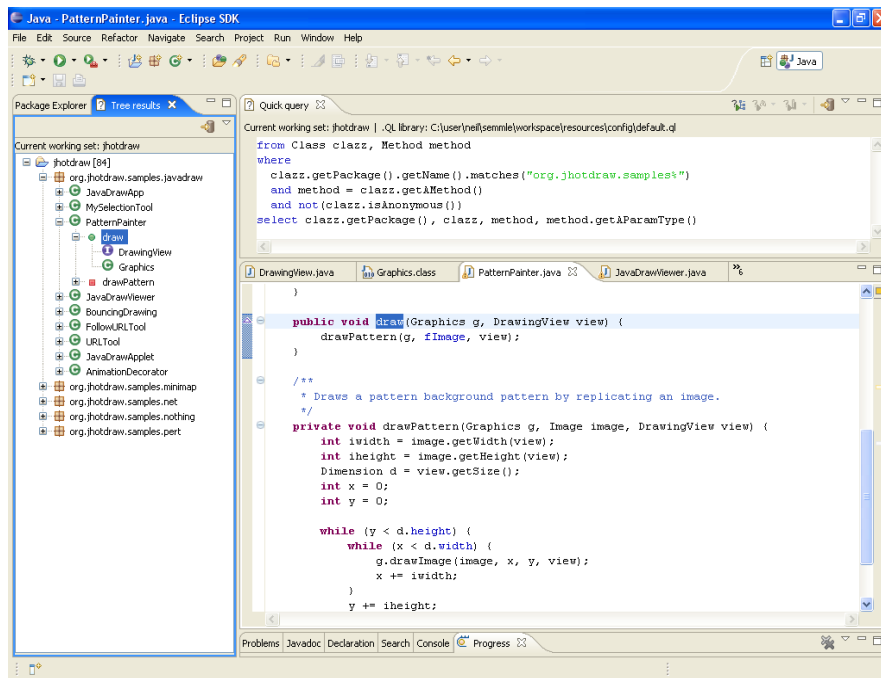 Java - PatternPainter.java - Eclipse SDK
File Edit Source Refactor Navigate Search Project Run Window Help
Java
Package Explorer Tree results
Current working set: jhotdraw
jhotdraw [84]
org.jhotdraw.samples.javadraw
JavaDrawApp
MySelectionTool
PatternPainter
draw
DrawingView
Graphics
drawPattern
JavaDrawViewer
BouncingDrawing
FollowURLTool
URLTool
JavaDrawApplet
AnimationDecorator
org.jhotdraw.samples.minimap
org.jhotdraw.samples.net
org.jhotdraw.samples.nothing
org.jhotdraw.samples.pert
Quick query
Current working set: jhotdraw | .QL library: C:\user\neil\semmle\workspace\resources\config\default.ql
from Class clazz, Method method
where
clazz.getPackage().getName().matches("org.jhotdraw.samples%")
and method = clazz.getAMethod()
and not(clazz.isAnonymous())
select clazz.getPackage(), clazz, method, method.getAParamType()
DrawingView.java Graphics.class PatternPainter.java JavaDrawViewer.java »6
}
public void draw(Graphics g, DrawingView view) {
drawPattern(g, fImage, view);
}
/**
* Draws a pattern background pattern by replicating an image.
*/
private void drawPattern(Graphics g, Image image, DrawingView view) {
int iwidth = image.getWidth(view);
int iheight = image.getHeight(view);
Dimension d = view.getSize();
int x = 0;
int y = 0;
while (y < d.height) {
while (x < d.width) {
g.drawImage(image, x, y, view);
x += iwidth;
}
y += iheight;
Problems Javadoc Declaration Search Console Progress